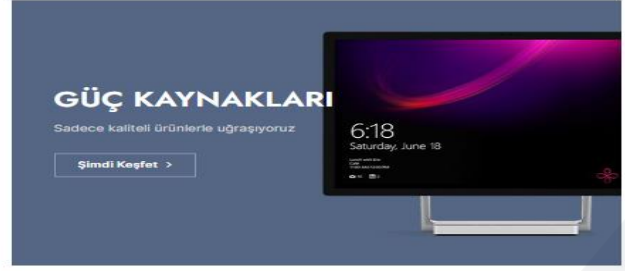 GÜÇ KAYNAKLARI
Sadece kaliteli ürünlerle uğraşıyoruz
Şimdi Keşfet >
6:18
Saturday, June 18